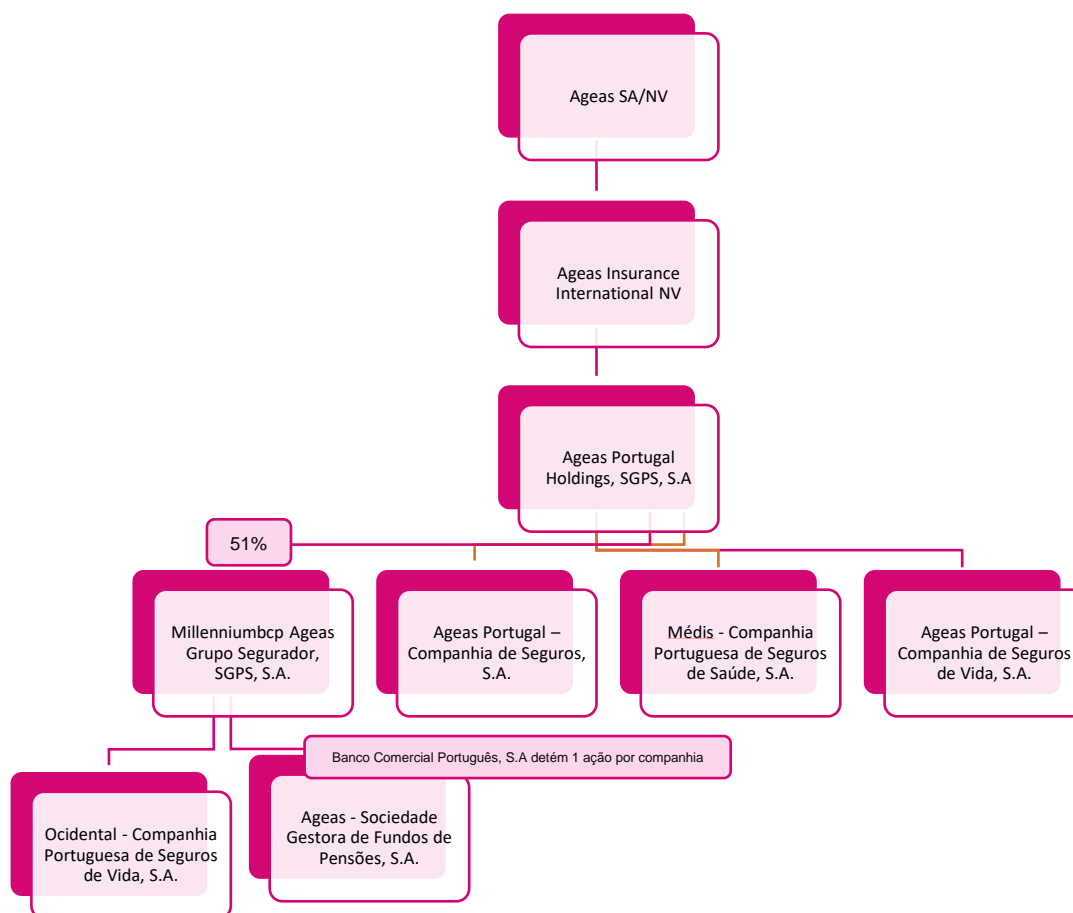 Ageas SA/NV
Ageas Insurance
International NV
Ageas Portugal
Holdings, SGPS, S.A
51%
Millenniumbcp Ageas
Grupo Segurador,
SGPS, S.A.
Ageas Portugal –
Companhia de Seguros,
S.A.
Médis - Companhia
Portuguesa de Seguros
de Saúde, S.A.
Ageas Portugal –
Companhia de Seguros
de Vida, S.A.
Banco Comercial Português, S.A detém 1 ação por companhia
Ocidental - Companhia
Portuguesa de Seguros
de Vida, S.A.
Ageas - Sociedade
Gestora de Fundos de
Pensões, S.A.